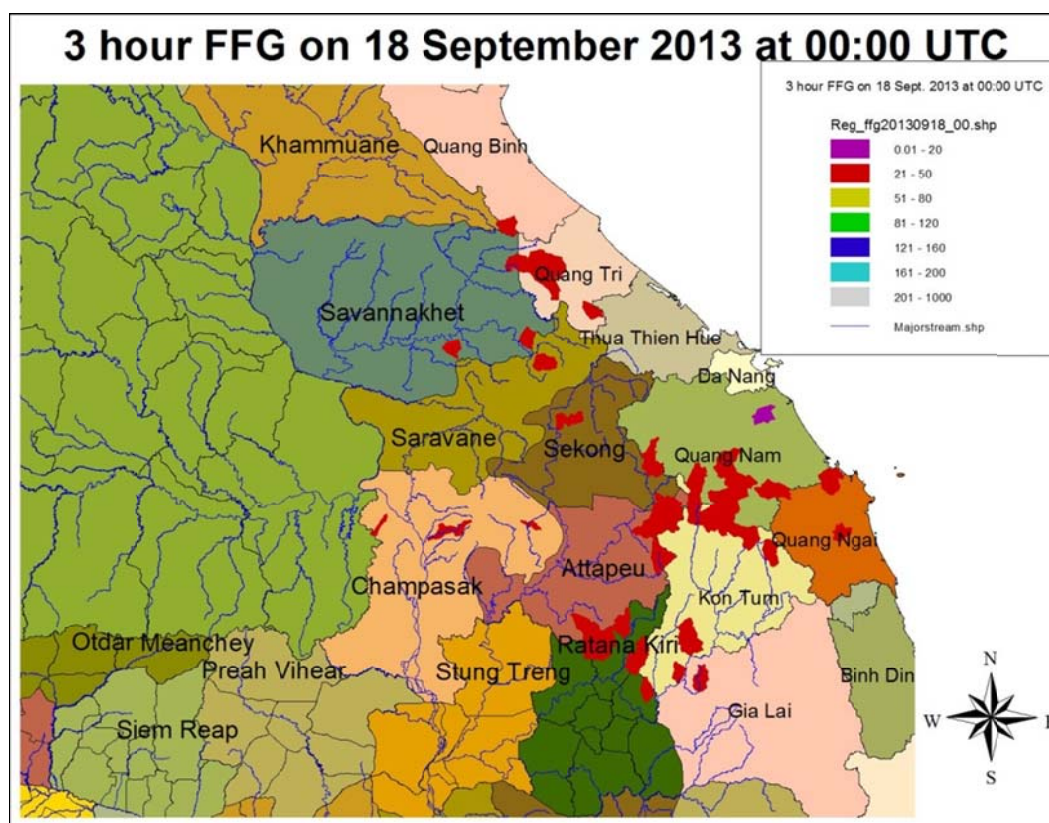 3 hour FFG on 18 September 2013 at 00:00 UTC
3 hour FFG on 18 Sept. 2013 at 00:00 UTC
Reg_ffg20130918_00.shp
0.01 - 20
21 - 50
51 - 80
81 - 120
121 - 160
161 - 200
201 - 1000
Majorstream.shp
Khammuane
Quang Binh
Quang Tri
Savannakhet
Thua Thien Hue
Da Nang
Saravane
Sekong
Quang Nam
Quang Ngai
Attapeu
Champasak
Kon Tum
Otdar Meanchey
Preah Vihear
Stung Treng
Ratana Kiri
Binh Din
Siem Reap
Gia Lai
N
W
E
S